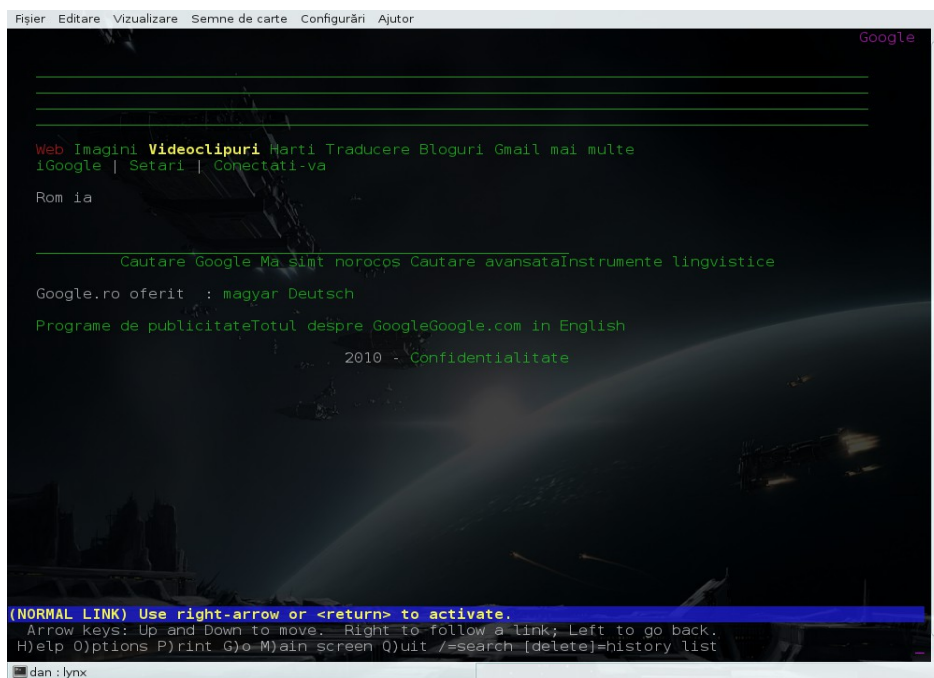 Fișier Editare Vizualizare Semne de carte Configurări Ajutor
Google
Web Imagini Videoclipuri Harti Traducere Bloguri Gmail mai multe
iGoogle | Setari | Conectati-va
Rom ia
Cautare Google Ma simt norocos Cautare avansataInstrumente lingvistice
Google.ro oferit : magyar Deutsch
Programe de publicitateTotul despre GoogleGoogle.com in English
2010 - Confidentialitate
(NORMAL LINK) Use right-arrow or <return> to activate.
Arrow keys: Up and Down to move. Right to follow a link; Left to go back.
H)elp O)ptions P)rint G)o M)ain screen Q)uit /=search [delete]=history list
dan : lynx